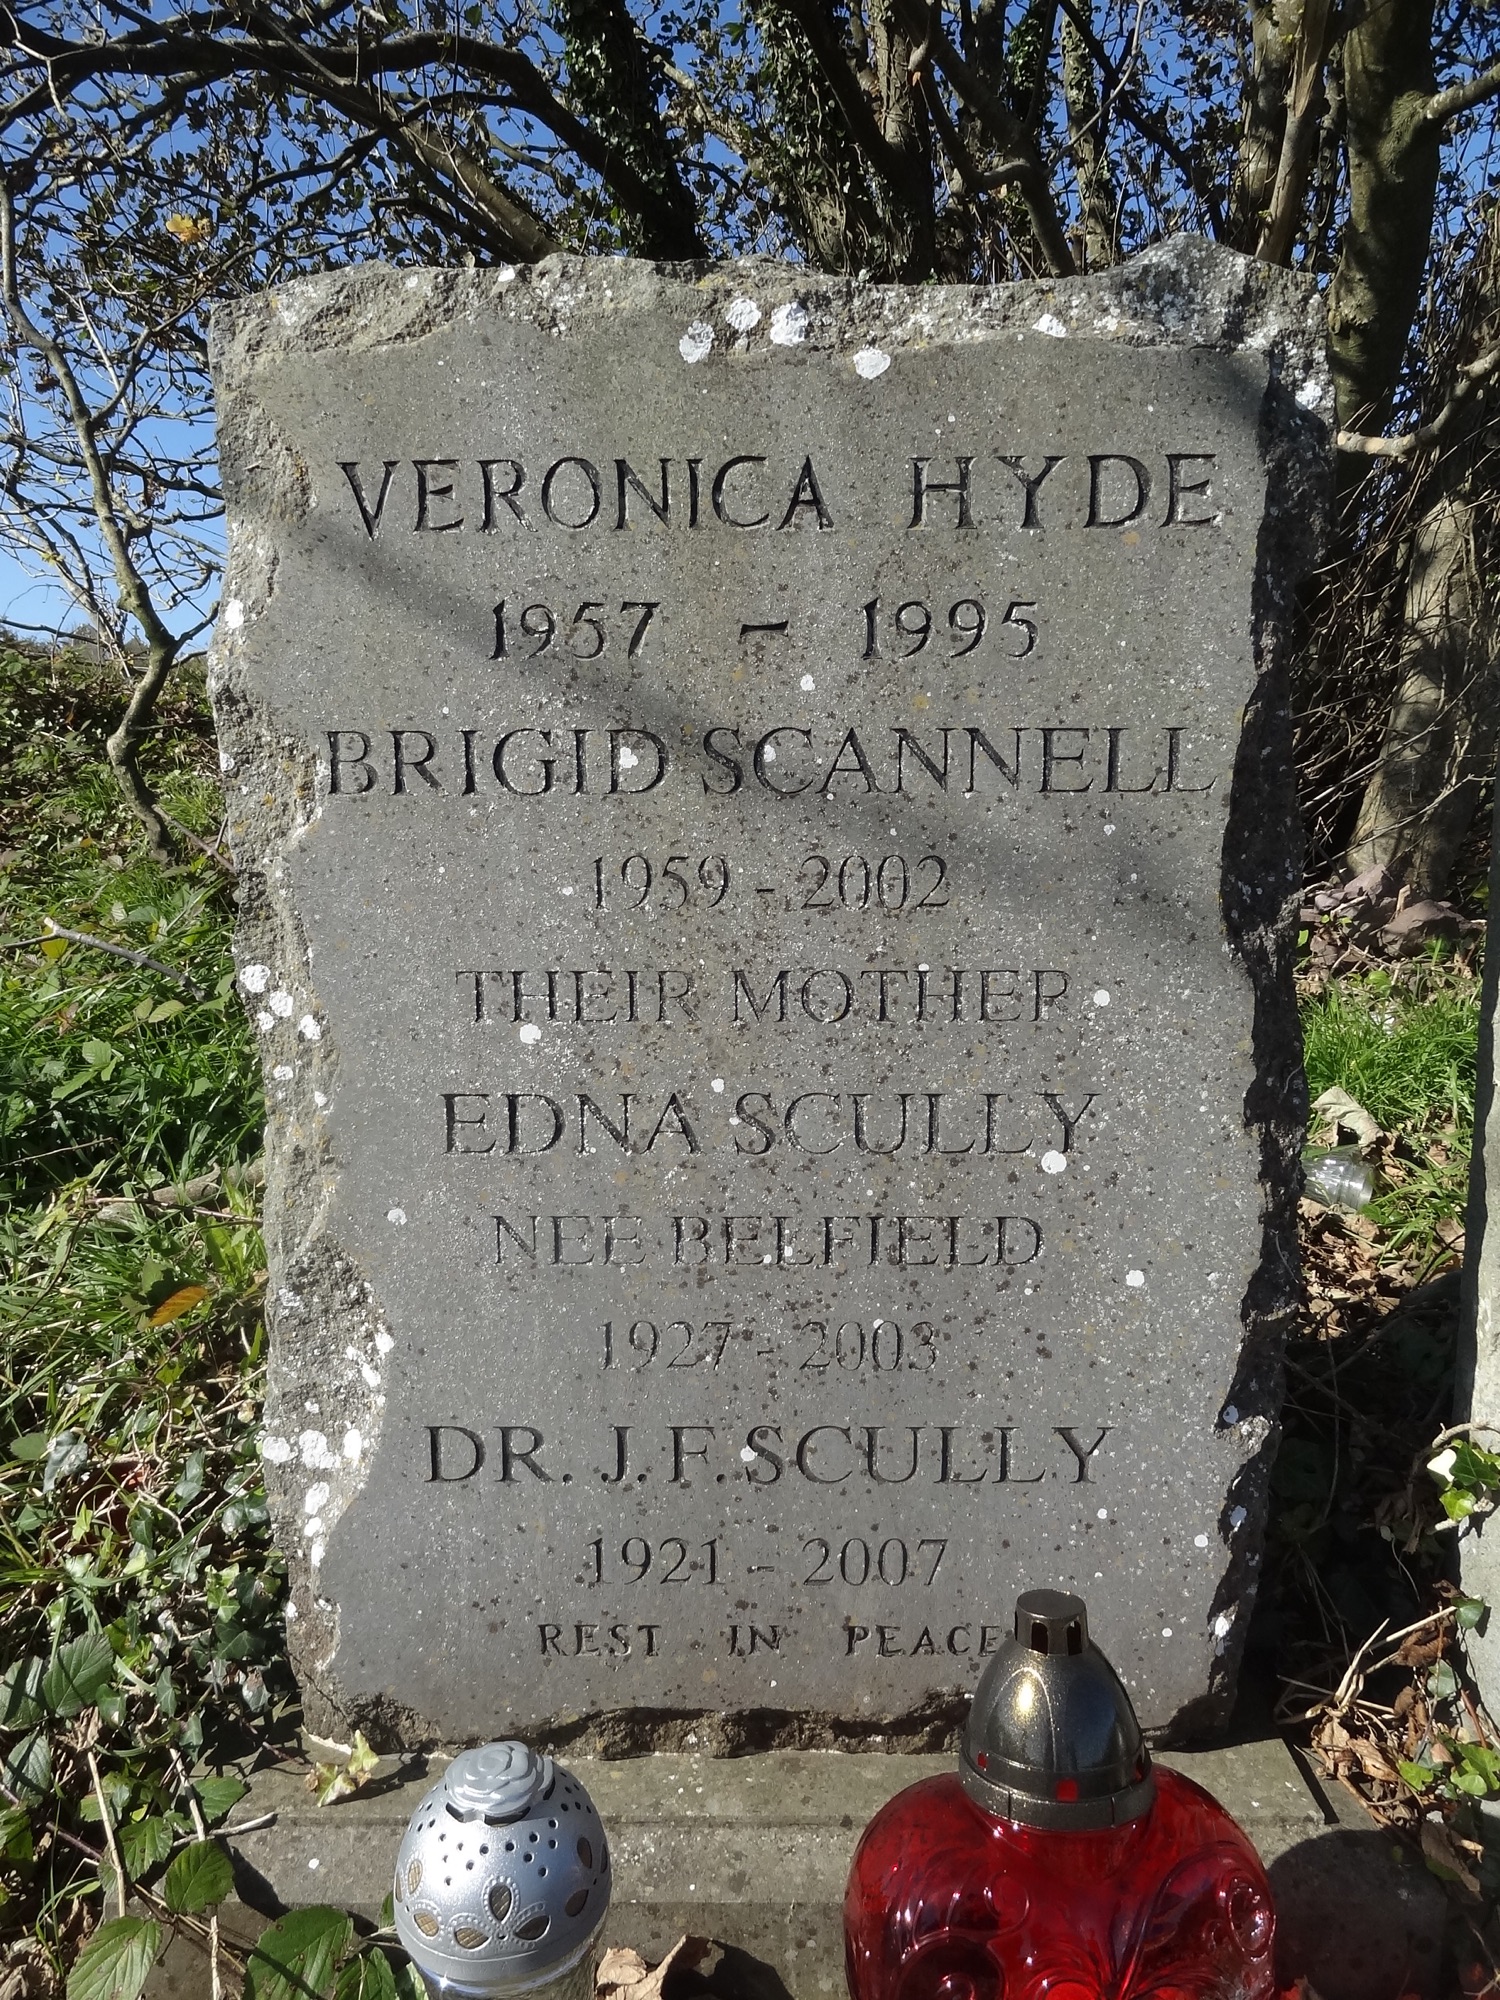 VERONICA HYDE
1957 - 1995
BRIGID SCANNELL
1959 - 2002
THEIR MOTHER
EDNA SCULLY
NEE BELFIELD
1927 - 2003
DR. J. F. SCULLY
1921 - 2007
REST IN PEACE